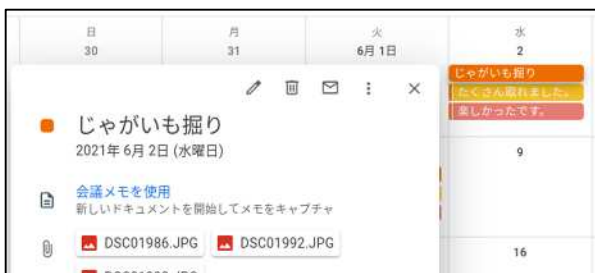 日 月 火 水
30 31 6月 1日 2
じゃがいも掘り
たくさん取れました。
楽しかったです。
じゃがいも掘り
2021年 6月 2日 (水曜日)
9
会議メモを使用
新しいドキュメントを開始してメモをキャプチャ
DSC01986.JPG DSC01992.JPG
16